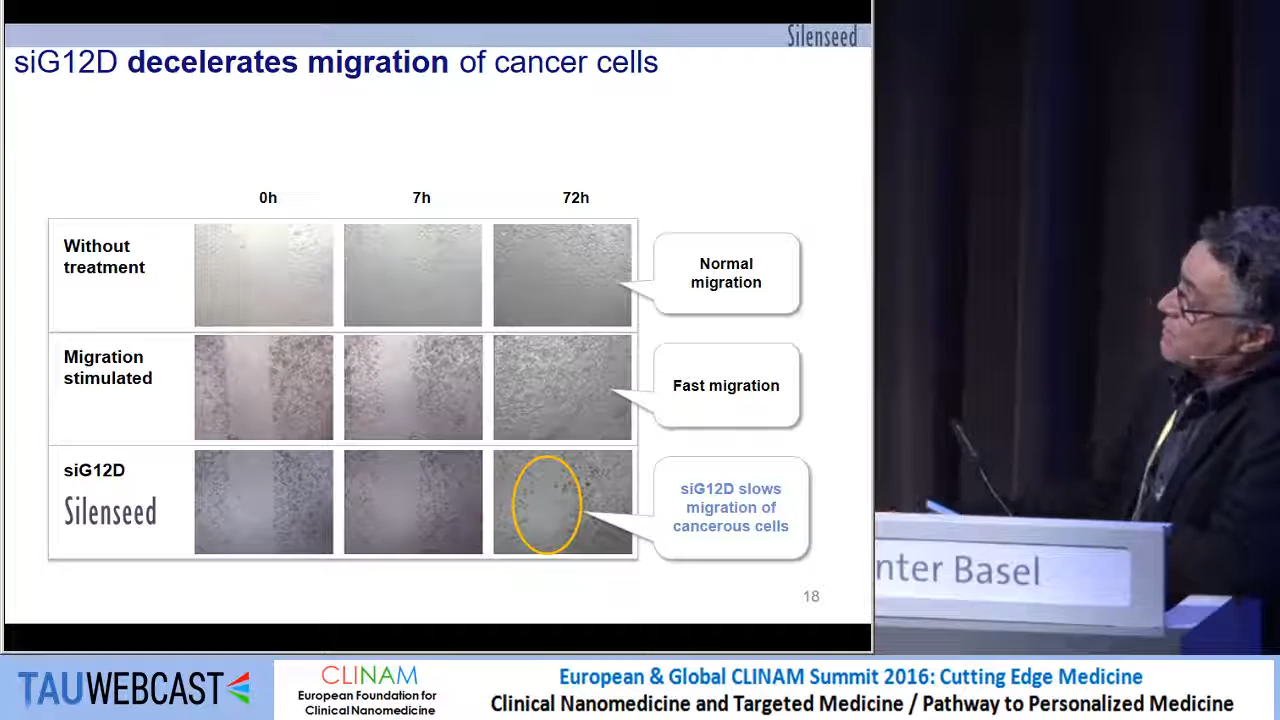 Silenseed
siG12D decelerates migration of cancer cells
0h
7h
72h
Without
treatment
Normal
migration
Migration
stimulated
Fast migration
siG12D
Silenseed
siG12D slows
migration of
cancerous cells
18
nter Basel
TAUWEBCAST
CLINAM
European Foundation for
Clinical Nanomedicine
European & Global CLINAM Summit 2016: Cutting Edge Medicine
Clinical Nanomedicine and Targeted Medicine / Pathway to Personalized Medicine